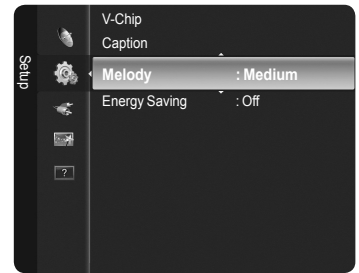 Setup
V-Chip
Caption
Melody : Medium
Energy Saving : Off
?